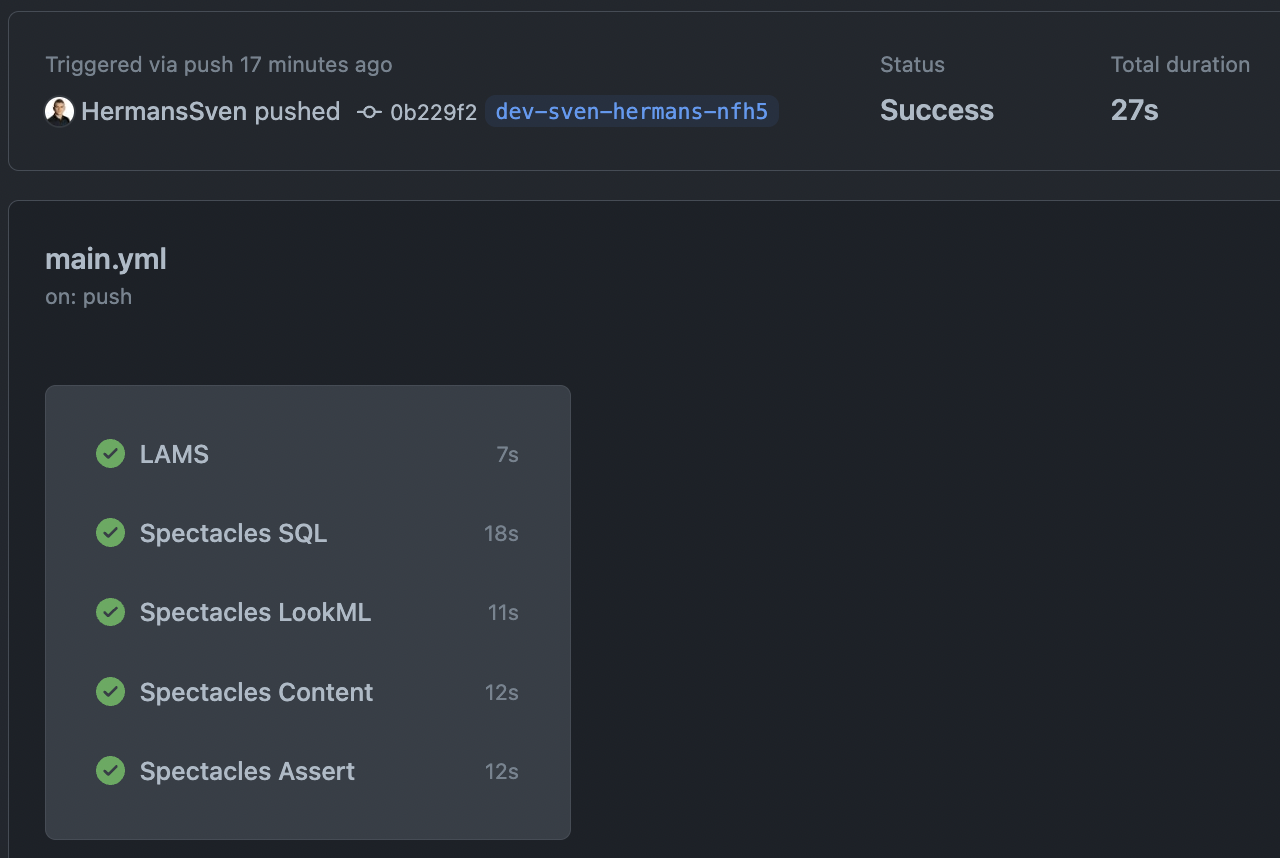 Triggered via push 17 minutes ago
HermansSven pushed 0b229f2 dev-sven-hermans-nfh5
Status
Success
Total duration
27s
main.yml
on: push
LAMS 7s
Spectacles SQL 18s
Spectacles LookML 11s
Spectacles Content 12s
Spectacles Assert 12s